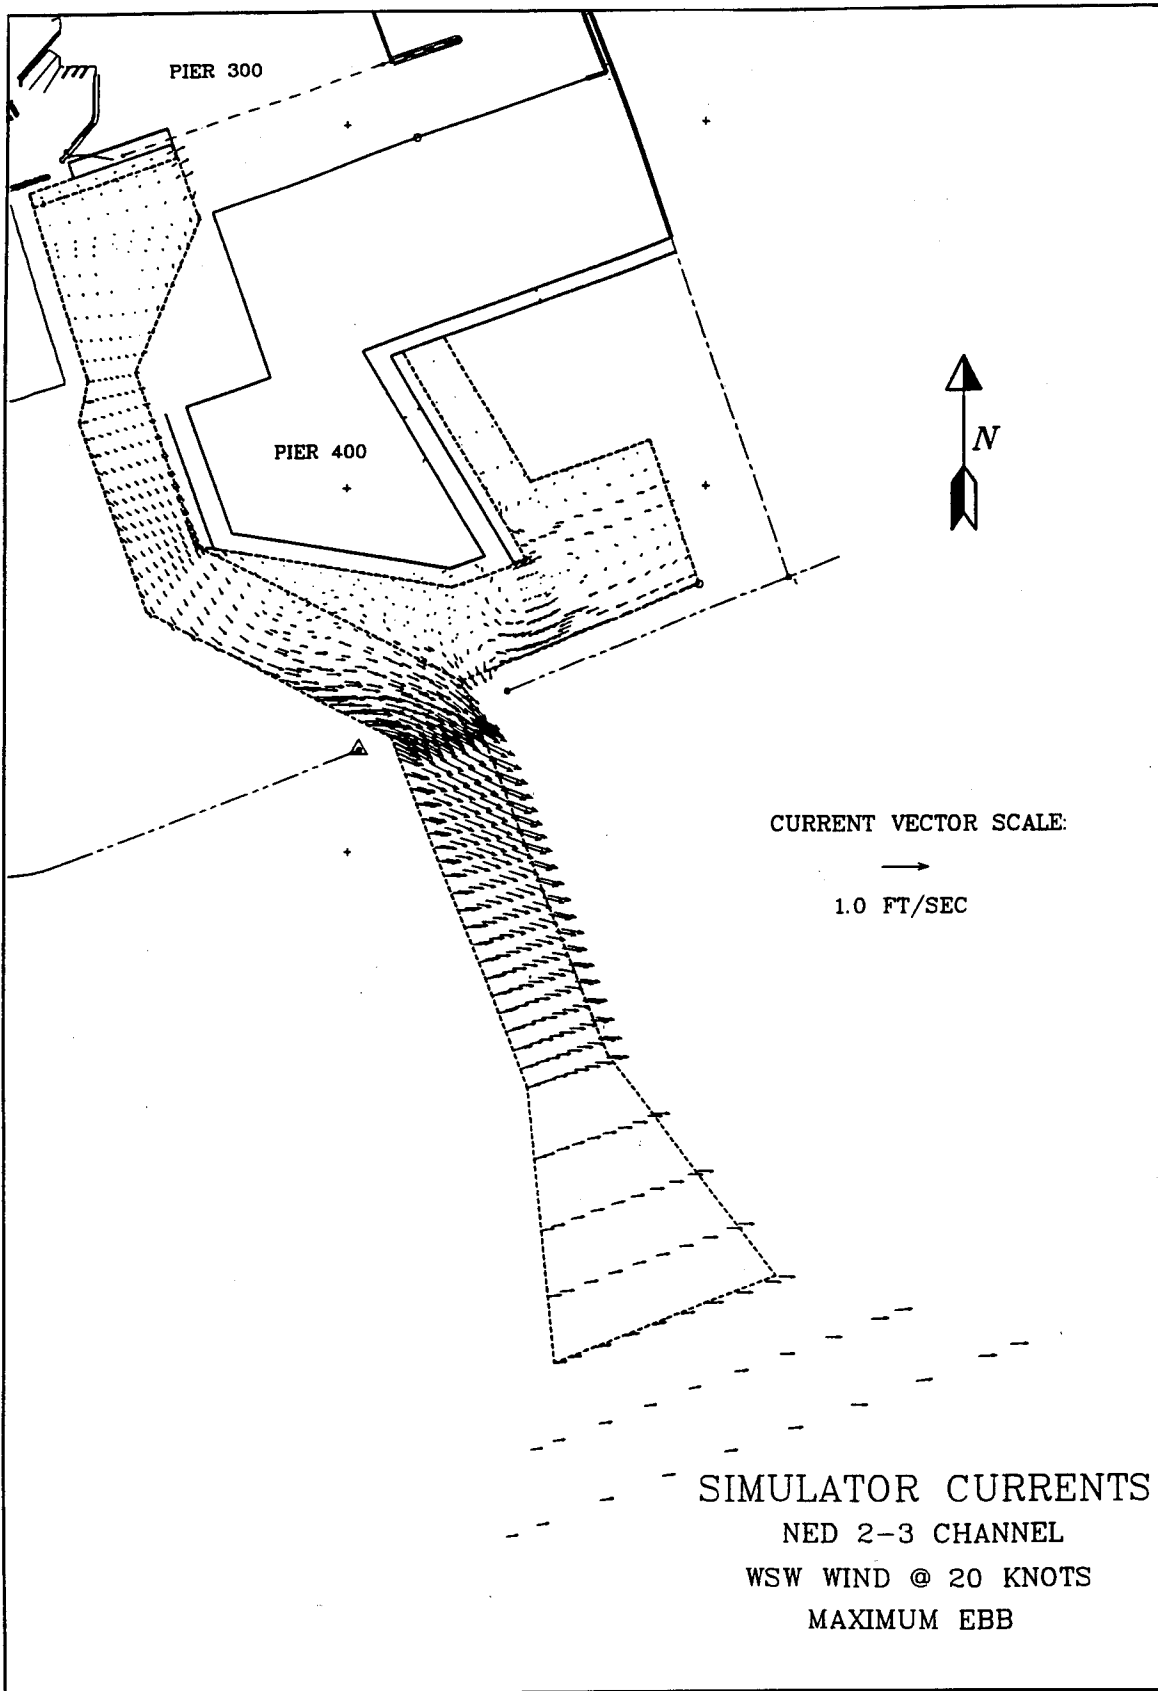 PIER 300
PIER 400
N
CURRENT VECTOR SCALE:
1.0 FT/SEC
SIMULATOR CURRENTS
NED 2-3 CHANNEL
WSW WIND @ 20 KNOTS
MAXIMUM EBB